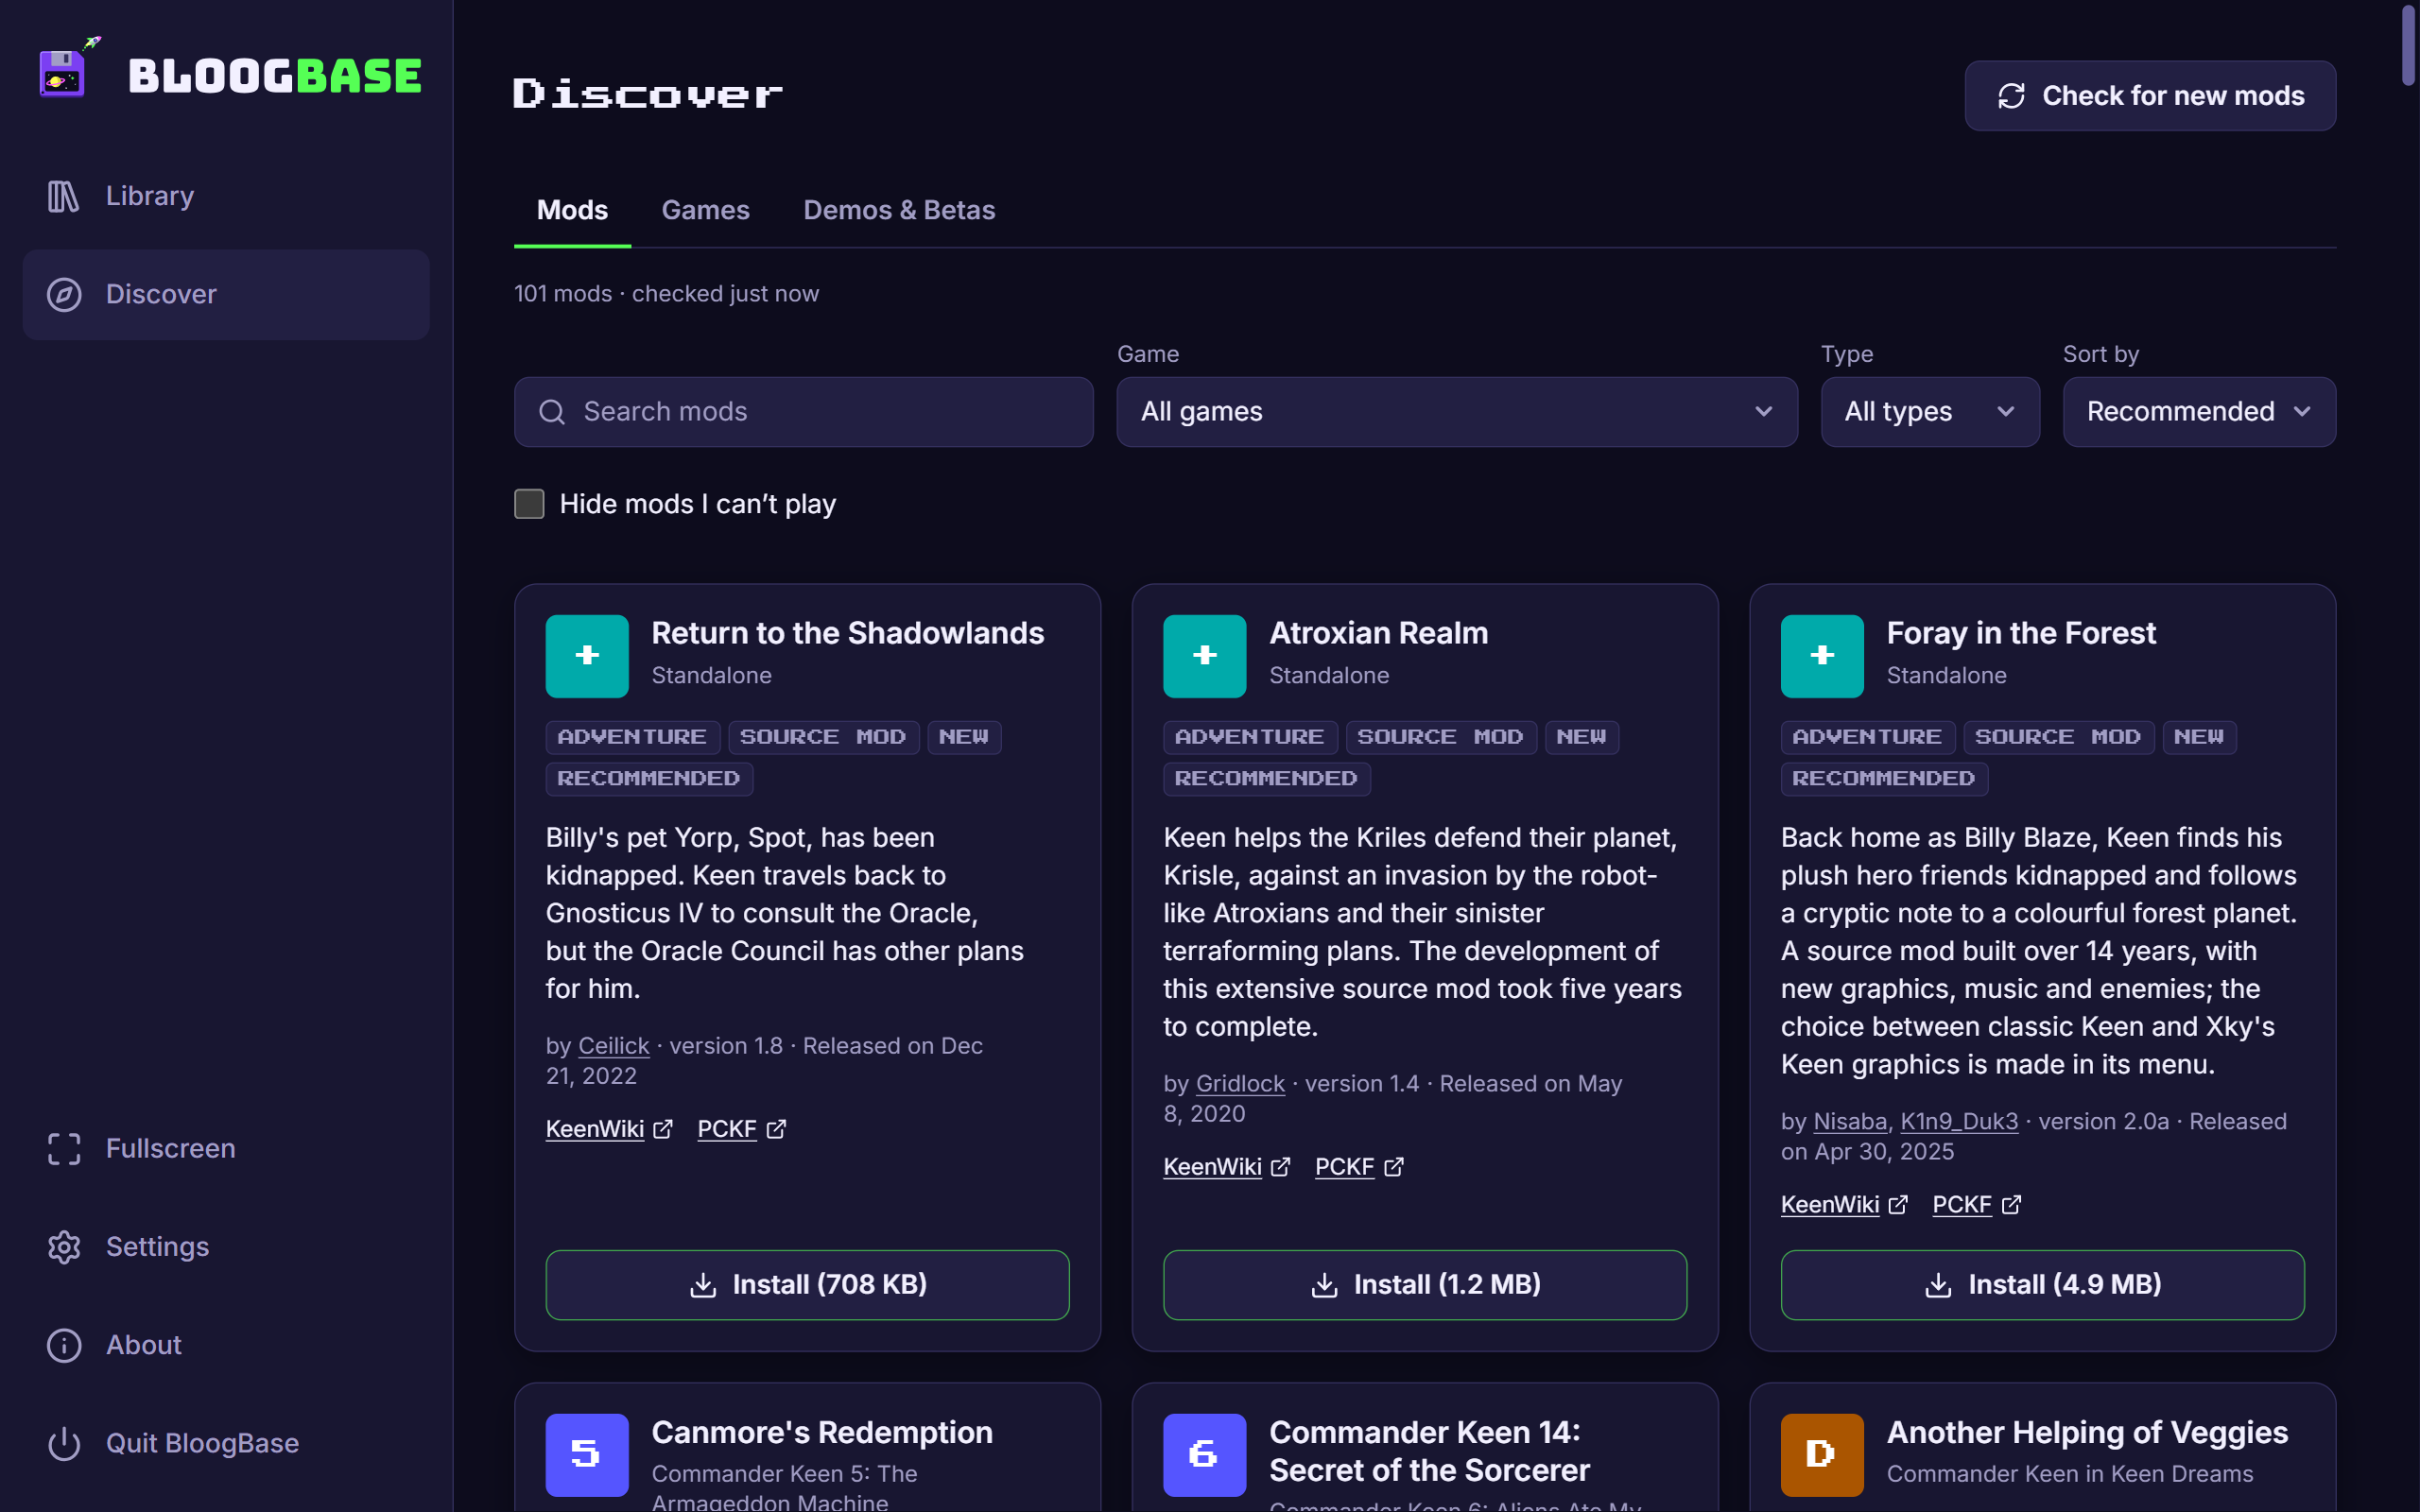 BLOOGBASE
Library
Discover
Fullscreen
Settings
About
Quit BloogBase
Discover
Check for new mods
Mods
Games
Demos & Betas
101 mods · checked just now
Game
Type
Sort by
Search mods
All games
All types
Recommended
Hide mods I can’t play
+
Return to the Shadowlands
Standalone
ADVENTURE
SOURCE MOD
NEW
RECOMMENDED
Billy's pet Yorp, Spot, has been
kidnapped. Keen travels back to
Gnosticus IV to consult the Oracle,
but the Oracle Council has other plans
for him.
by Ceilick · version 1.8 · Released on Dec
21, 2022
KeenWiki
PCKF
Install (708 KB)
+
Atroxian Realm
Standalone
ADVENTURE
SOURCE MOD
NEW
RECOMMENDED
Keen helps the Kriles defend their planet,
Krisle, against an invasion by the robot-
like Atroxians and their sinister
terraforming plans. The development of
this extensive source mod took five years
to complete.
by Gridlock · version 1.4 · Released on May
8, 2020
KeenWiki
PCKF
Install (1.2 MB)
+
Foray in the Forest
Standalone
ADVENTURE
SOURCE MOD
NEW
RECOMMENDED
Back home as Billy Blaze, Keen finds his
plush hero friends kidnapped and follows
a cryptic note to a colourful forest planet.
A source mod built over 14 years, with
new graphics, music and enemies; the
choice between classic Keen and Xky's
Keen graphics is made in its menu.
by Nisaba, K1n9_Duk3 · version 2.0a · Released
on Apr 30, 2025
KeenWiki
PCKF
Install (4.9 MB)
5
Canmore's Redemption
Commander Keen 5: The
Armageddon Machine
6
Commander Keen 14:
Secret of the Sorcerer
Commander Keen 6: Aliens Ate My
D
Another Helping of Veggies
Commander Keen in Keen Dreams